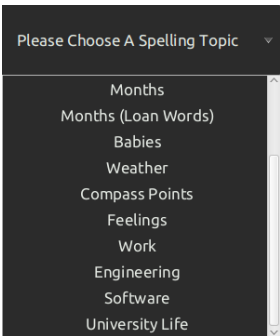 Please Choose A Spelling Topic
Months
Months (Loan Words)
Babies
Weather
Compass Points
Feelings
Work
Engineering
Software
University Life